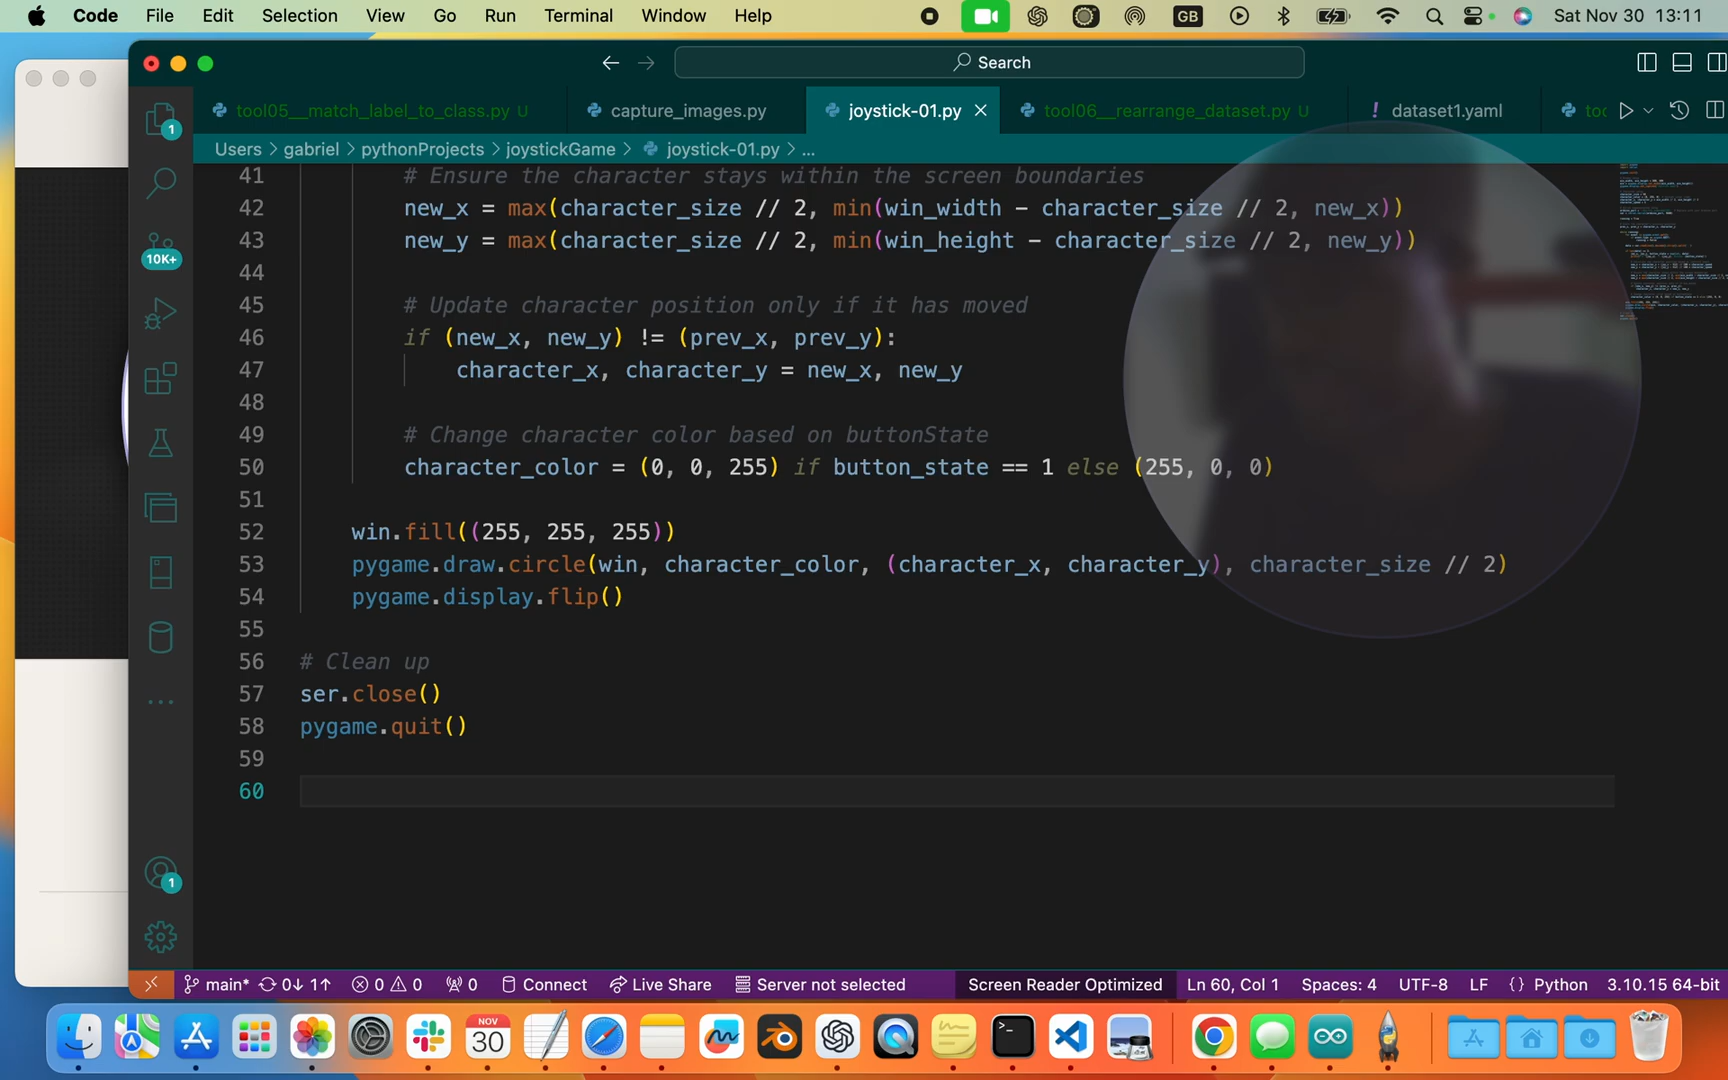 Code File Edit Selection View Go Run Terminal Window Help GB Sat Nov 30 13:11
Search
tool05__match_label_to_class.py U capture_images.py joystick-01.py tool06__rearrange_dataset.py U ! dataset1.yaml
Users > gabriel > pythonProjects > joystickGame > joystick-01.py > ...
1
10K+
1
41 # Ensure the character stays within the screen boundaries
42 new_x = max(character_size // 2, min(win_width - character_size // 2, new_x))
43 new_y = max(character_size // 2, min(win_height - character_size // 2, new_y))
44
45 # Update character position only if it has moved
46 if (new_x, new_y) != (prev_x, prev_y):
47 character_x, character_y = new_x, new_y
48
49 # Change character color based on buttonState
50 character_color = (0, 0, 255) if button_state == 1 else (255, 0, 0)
51
52 win.fill((255, 255, 255))
53 pygame.draw.circle(win, character_color, (character_x, character_y), character_size // 2)
54 pygame.display.flip()
55
56 # Clean up
57 ser.close()
58 pygame.quit()
59
60
main* 0↓ 1↑ 0 0 0 Connect Live Share Server not selected Screen Reader Optimized Ln 60, Col 1 Spaces: 4 UTF-8 LF {} Python 3.10.15 64-bit
NOV
30